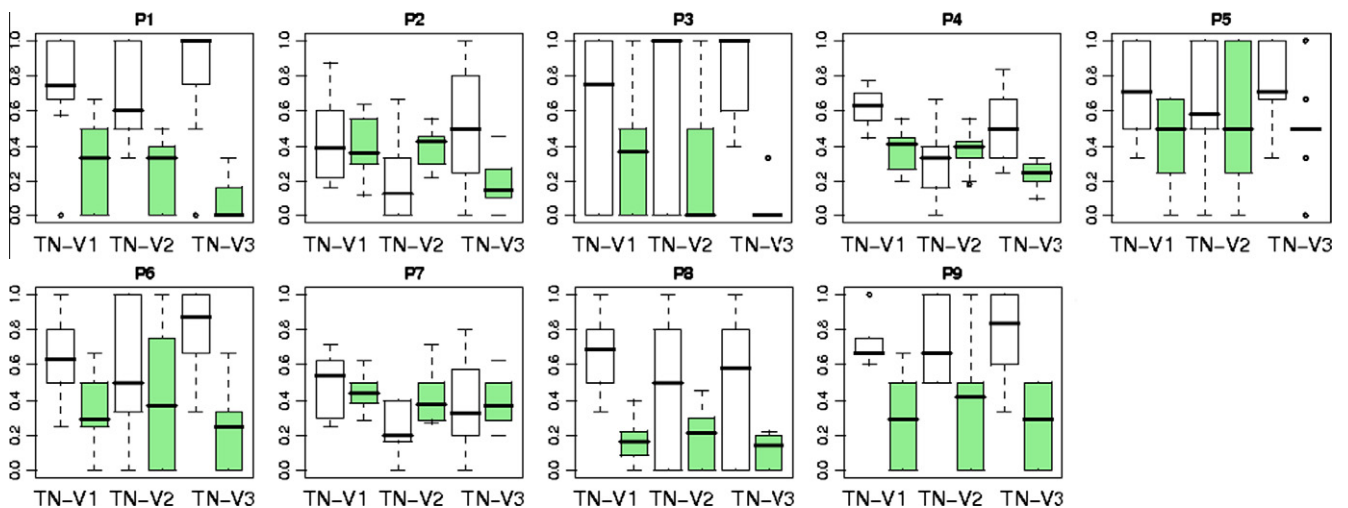 P1 P2 P3 P4 P5
1.0 1.0 1.0 1.0 1.0
0.8 0.8 0.8 0.8 0.8
0.6 0.6 0.6 0.6 0.6
0.4 0.4 0.4 0.4 0.4
0.2 0.2 0.2 0.2 0.2
0.0 0.0 0.0 0.0 0.0
TN-V1 TN-V2 TN-V3 TN-V1 TN-V2 TN-V3 TN-V1 TN-V2 TN-V3 TN-V1 TN-V2 TN-V3 TN-V1 TN-V2 TN-V3
P6 P7 P8 P9
1.0 1.0 1.0 1.0
0.8 0.8 0.8 0.8
0.6 0.6 0.6 0.6
0.4 0.4 0.4 0.4
0.2 0.2 0.2 0.2
0.0 0.0 0.0 0.0
TN-V1 TN-V2 TN-V3 TN-V1 TN-V2 TN-V3 TN-V1 TN-V2 TN-V3 TN-V1 TN-V2 TN-V3